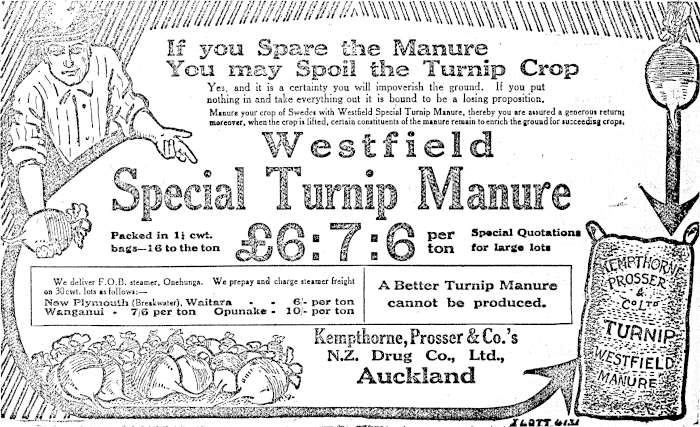 If you Spare the Manure
You may Spoil the Turnip Crop
Yes, and it is a certainty you will impoverish the ground. If you put
nothing in and take everything out it is bound to be a losing proposition.
Manure your crop of Swedes with Westfield Special Turnip Manure, thereby you are assured a generous return;
moreover, when the crop is lifted, certain constituents of the manure remain to enrich the ground for succeeding crops.
Westfield
Special Turnip Manure
Packed in 1¼ cwt.
bags—16 to the ton
£6:7:6 per
ton
Special Quotations
for large lots
We deliver F.O.B. steamer, Onehunga. We prepay and charge steamer freight
on 30 cwt. lots as follows:—
New Plymouth (Breakwater), Waitara - - 6/- per ton
Wanganui - 7/6 per ton Opunake - 10/- per ton
A Better Turnip Manure
cannot be produced.
Kempthorne, Prosser & Co.'s
N.Z. Drug Co., Ltd.,
Auckland
KEMPTHORNE
PROSSER
&
Co LTD
TURNIP
WESTFIELD
MANURE